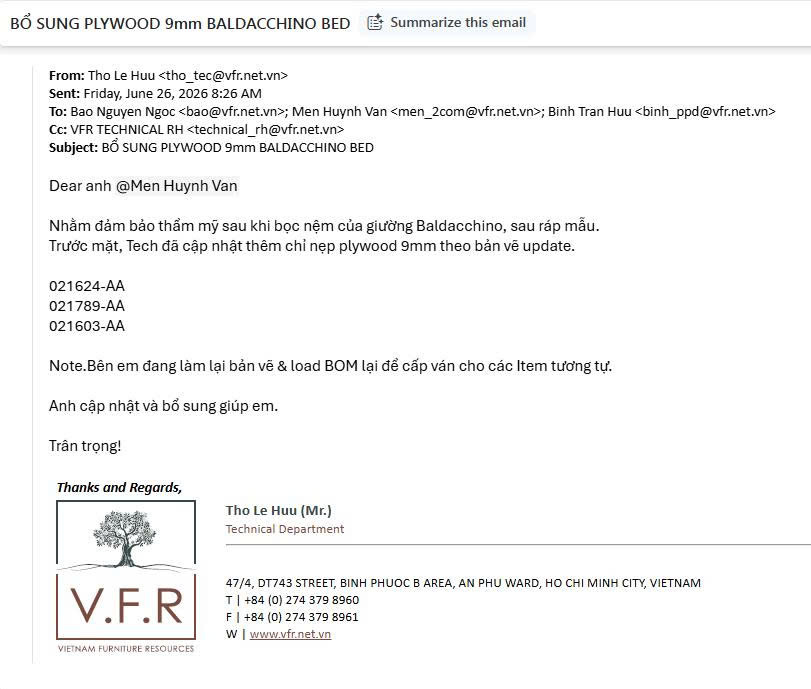 BỔ SUNG PLYWOOD 9mm BALDACCHINO BED Summarize this email
From: Tho Le Huu <tho_tec@vfr.net.vn>
Sent: Friday, June 26, 2026 8:26 AM
To: Bao Nguyen Ngoc <bao@vfr.net.vn>; Men Huynh Van <men_2com@vfr.net.vn>; Binh Tran Huu <binh_ppd@vfr.net.vn>
Cc: VFR TECHNICAL RH <technical_rh@vfr.net.vn>
Subject: BỔ SUNG PLYWOOD 9mm BALDACCHINO BED
Dear anh @Men Huynh Van
Nhằm đảm bảo thẩm mỹ sau khi bọc nệm của giường Baldacchino, sau ráp mẫu.
Trước mặt, Tech đã cập nhật thêm chỉ nẹp plywood 9mm theo bản vẽ update.
021624-AA
021789-AA
021603-AA
Note.Bên em đang làm lại bản vẽ & load BOM lại để cấp ván cho các Item tương tự.
Anh cập nhật và bổ sung giúp em.
Trân trọng!
Thanks and Regards,
V.F.R
VIETNAM FURNITURE RESOURCES
Tho Le Huu (Mr.)
Technical Department
47/4, DT743 STREET, BINH PHUOC B AREA, AN PHU WARD, HO CHI MINH CITY, VIETNAM
T | +84 (0) 274 379 8960
F | +84 (0) 274 379 8961
W | www.vfr.net.vn